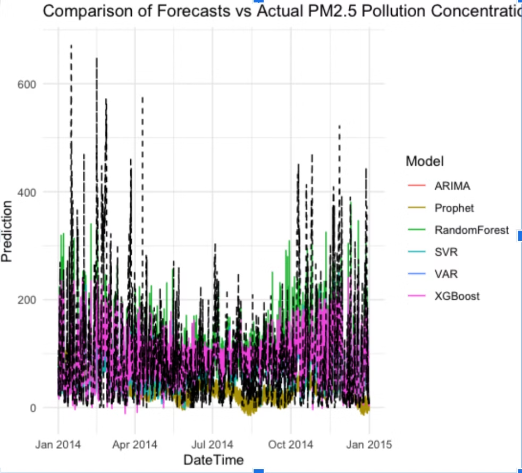 Comparison of Forecasts vs Actual PM2.5 Pollution Concentratio
600
400
200
0
Prediction
Jan 2014
Apr 2014
Jul 2014
Oct 2014
Jan 2015
DateTime
Model
ARIMA
Prophet
RandomForest
SVR
VAR
XGBoost